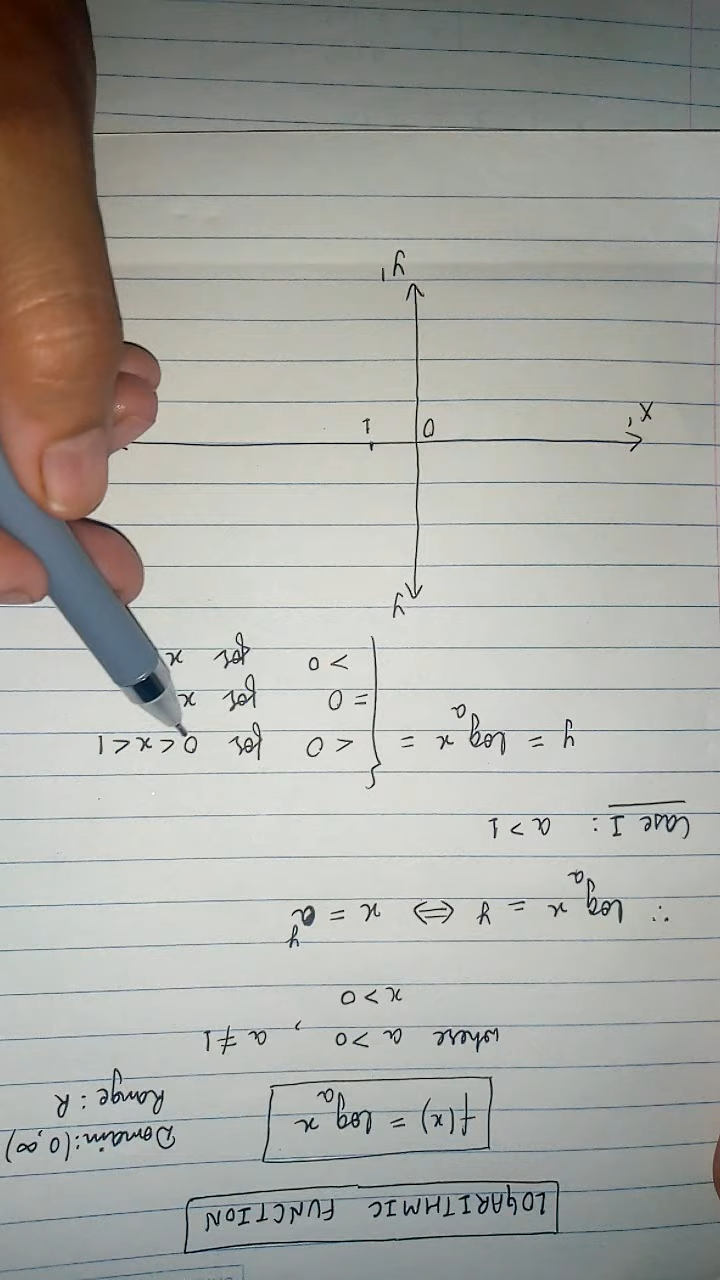 LOGARITHMIC FUNCTION
f(x) = log_a x
Domain: (0,∞)
Range: R
where a>0 , a≠1
x>0
∵ log_a x = y ⟺ x = a^y
Case I: a>1
y = log_a x = { <0 for 0<x<1
=0 for x
>0 for x
y
x' 0 1
y'